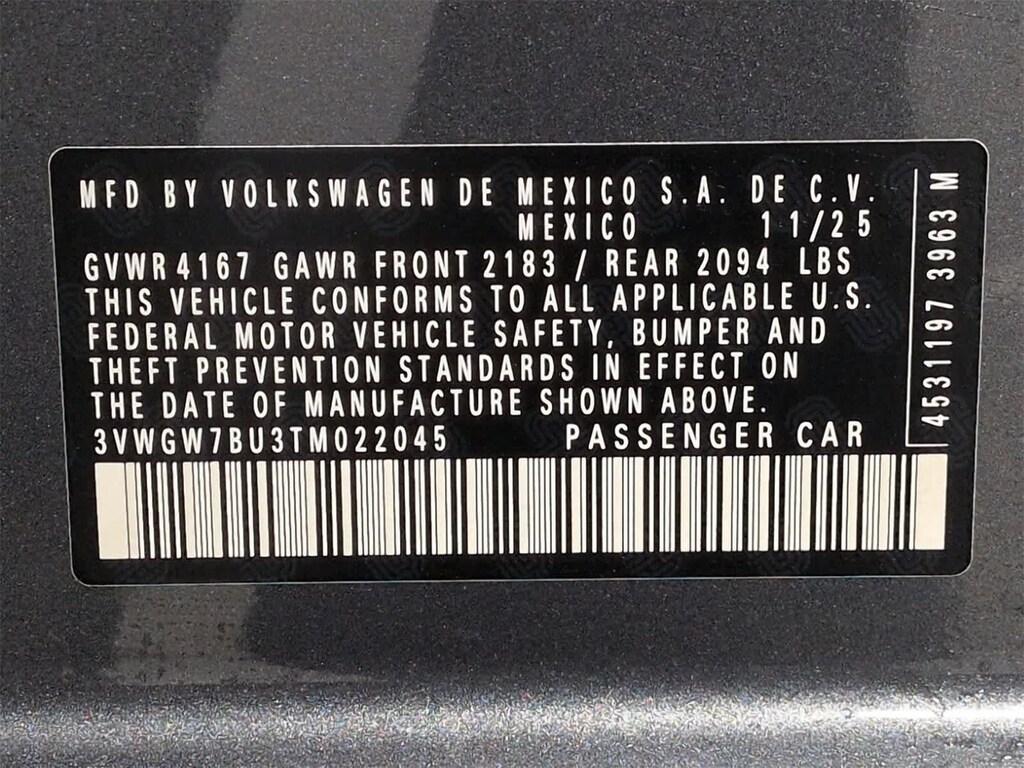 MFD BY VOLKSWAGEN DE MEXICO S.A. DE C.V.
MEXICO 11/25
GVWR 4167 GAWR FRONT 2183 / REAR 2094 LBS
THIS VEHICLE CONFORMS TO ALL APPLICABLE U.S.
FEDERAL MOTOR VEHICLE SAFETY, BUMPER AND
THEFT PREVENTION STANDARDS IN EFFECT ON
THE DATE OF MANUFACTURE SHOWN ABOVE.
3VWGW7BU3TM022045 PASSENGER CAR
4531197 3963 M